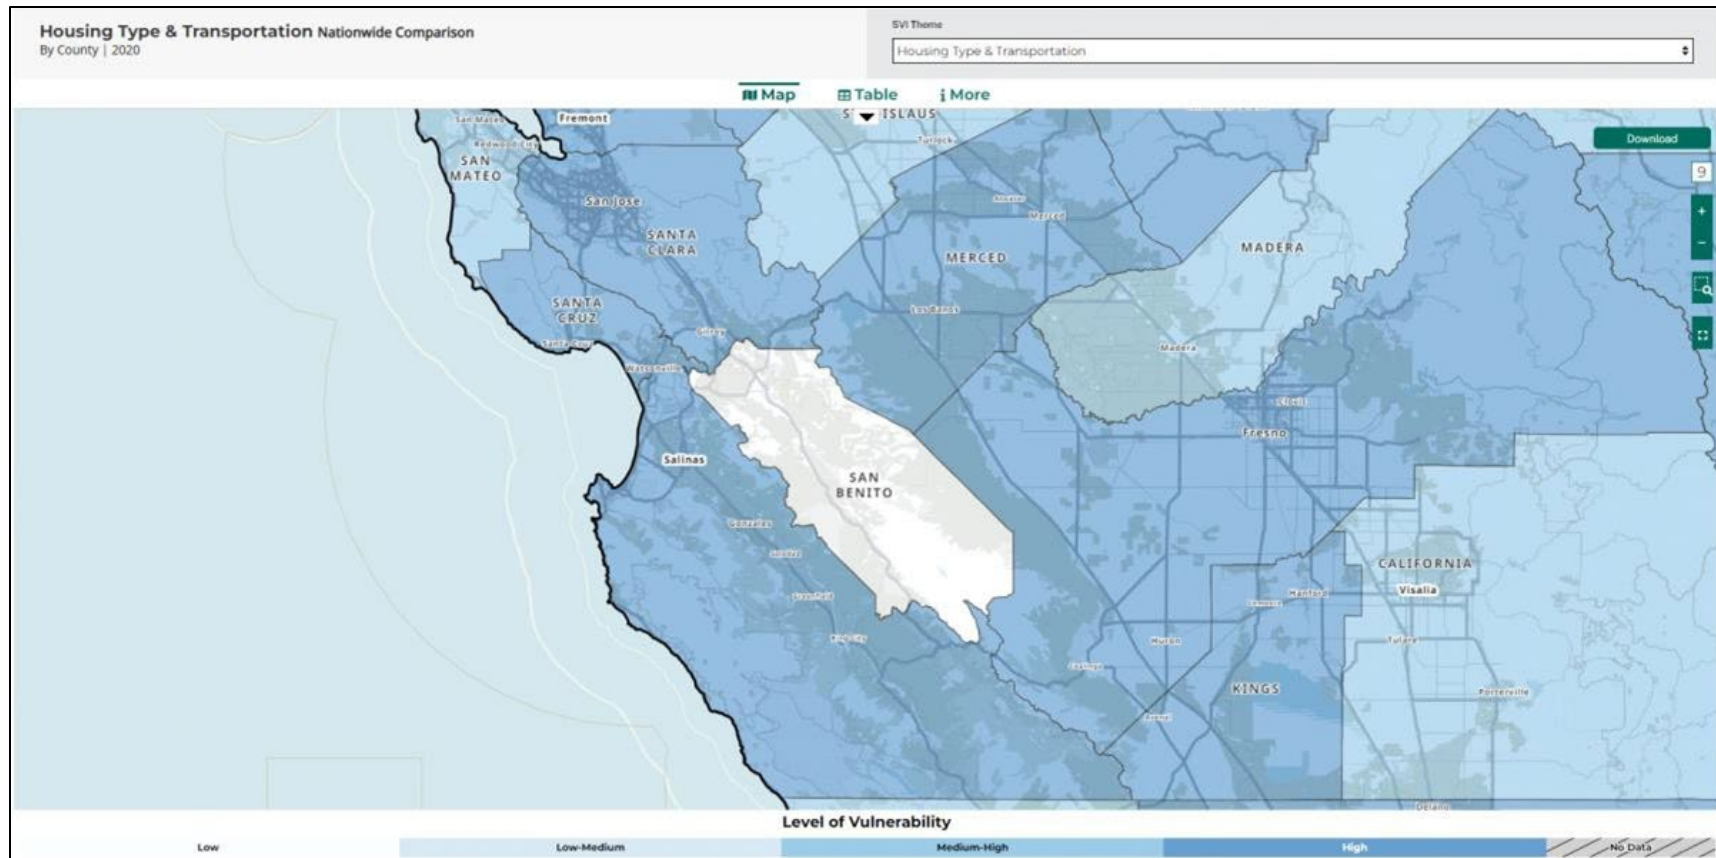 Housing Type & Transportation Nationwide Comparison
By County | 2020
SVI Theme
Housing Type & Transportation
Map
Table
i More
Download
9
+
−
San Mateo
Fremont
ISLAUS
Redwood City
Turlock
SAN
MATEO
San Jose
Atwater
Merced
SANTA
CLARA
MERCED
MADERA
SANTA
CRUZ
Gilroy
Los Banos
Santa Cruz
Madera
Watsonville
Clovis
Fresno
Salinas
SAN
BENITO
Gonzales
Soledad
CALIFORNIA
Visalia
Greenfield
Lemoore
Hanford
King City
Huron
Tulare
Coalinga
KINGS
Porterville
Avenal
Delano
Level of Vulnerability
Low
Low-Medium
Medium-High
High
No Data